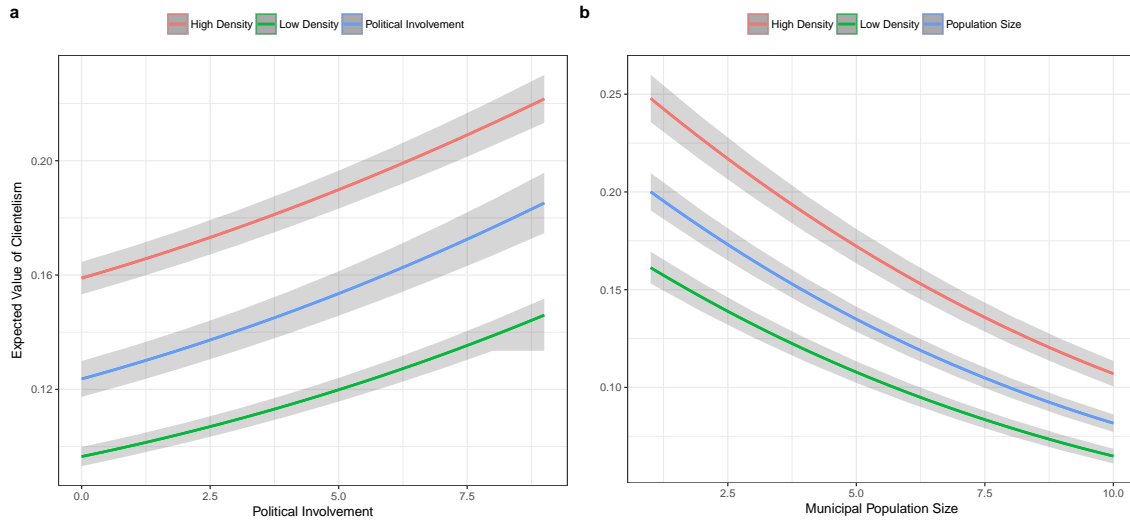 a
High Density Low Density Political Involvement
Expected Value of Clientelism
0.20
0.16
0.12
0.0 2.5 5.0 7.5
Political Involvement
b
High Density Low Density Population Size
0.25
0.20
0.15
0.10
2.5 5.0 7.5 10.0
Municipal Population Size